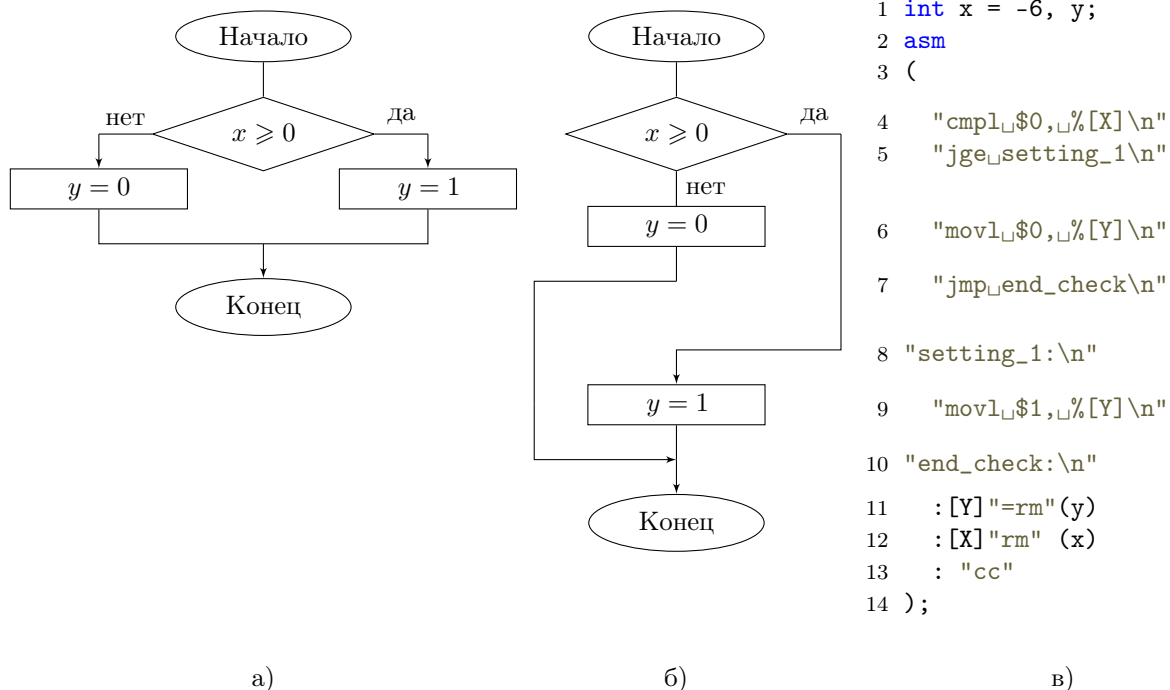 Начало
нет
да
x ⩾ 0
y = 0
y = 1
Конец
а)
Начало
да
x ⩾ 0
нет
y = 0
y = 1
Конец
б)
1 int x = -6, y;
2 asm
3 (
4 "cmpl␣$0,␣%[X]\n"
5 "jge␣setting_1\n"
6 "movl␣$0,␣%[Y]\n"
7 "jmp␣end_check\n"
8 "setting_1:\n"
9 "movl␣$1,␣%[Y]\n"
10 "end_check:\n"
11 :[Y]"=rm"(y)
12 :[X]"rm" (x)
13 : "cc"
14 );
в)